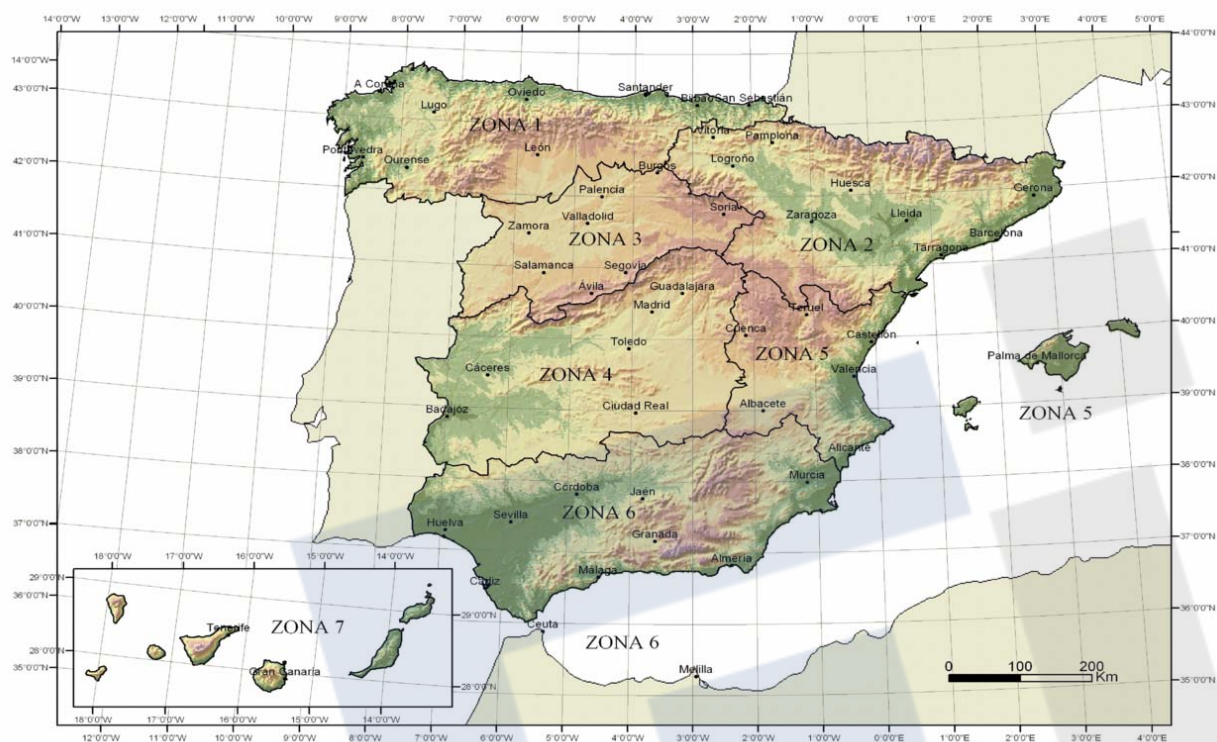 14°0'0"W 13°0'0"W 12°0'0"W 11°0'0"W 10°0'0"W 9°0'0"W 8°0'0"W 7°0'0"W 6°0'0"W 5°0'0"W 4°0'0"W 3°0'0"W 2°0'0"W 1°0'0"W 0°0'0"E 1°0'0"E 2°0'0"E 3°0'0"E 4°0'0"E 5°0'0"E
44°0'0"N
14°0'0"W
43°0'0"N
43°0'0"N
A Coruña
Oviedo
Santander
Bilbao
San Sebastián
Lugo
ZONA 1
León
Vitoria
Pamplona
42°0'0"N
42°0'0"N
Pontevedra
Ourense
Burgos
Logroño
Huesca
Gerona
Palencia
Soria
Zaragoza
Lleida
41°0'0"N
41°0'0"N
Zamora
Valladolid
ZONA 3
ZONA 2
Tarragona
Barcelona
Salamanca
Segovia
Ávila
Guadalajara
40°0'0"N
40°0'0"N
Madrid
Teruel
Toledo
Cuenca
Castellón
ZONA 5
Palma de Mallorca
39°0'0"N
39°0'0"N
Cáceres
ZONA 4
Valencia
Badajoz
Ciudad Real
Albacete
ZONA 5
38°0'0"N
38°0'0"N
Alicante
Murcia
Córdoba
Jaén
37°0'0"N
37°0'0"N
Huelva
Sevilla
ZONA 6
Granada
Almería
Málaga
Cádiz
Ceuta
ZONA 6
Melilla
18°0'0"W 17°0'0"W 16°0'0"W 15°0'0"W 14°0'0"W
29°0'0"N
36°0'0"N
36°0'0"N
29°0'0"N
Tenerife
ZONA 7
28°0'0"N
35°0'0"N
35°0'0"N
Gran Canaria
28°0'0"N
18°0'0"W 17°0'0"W 16°0'0"W 15°0'0"W 14°0'0"W
0 100 200
Km
12°0'0"W 11°0'0"W 10°0'0"W 9°0'0"W 8°0'0"W 7°0'0"W 6°0'0"W 5°0'0"W 4°0'0"W 3°0'0"W 2°0'0"W 1°0'0"W 0°0'0"E 1°0'0"E 2°0'0"E 3°0'0"E 4°0'0"E